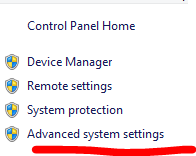 Control Panel Home
Device Manager
Remote settings
System protection
Advanced system settings